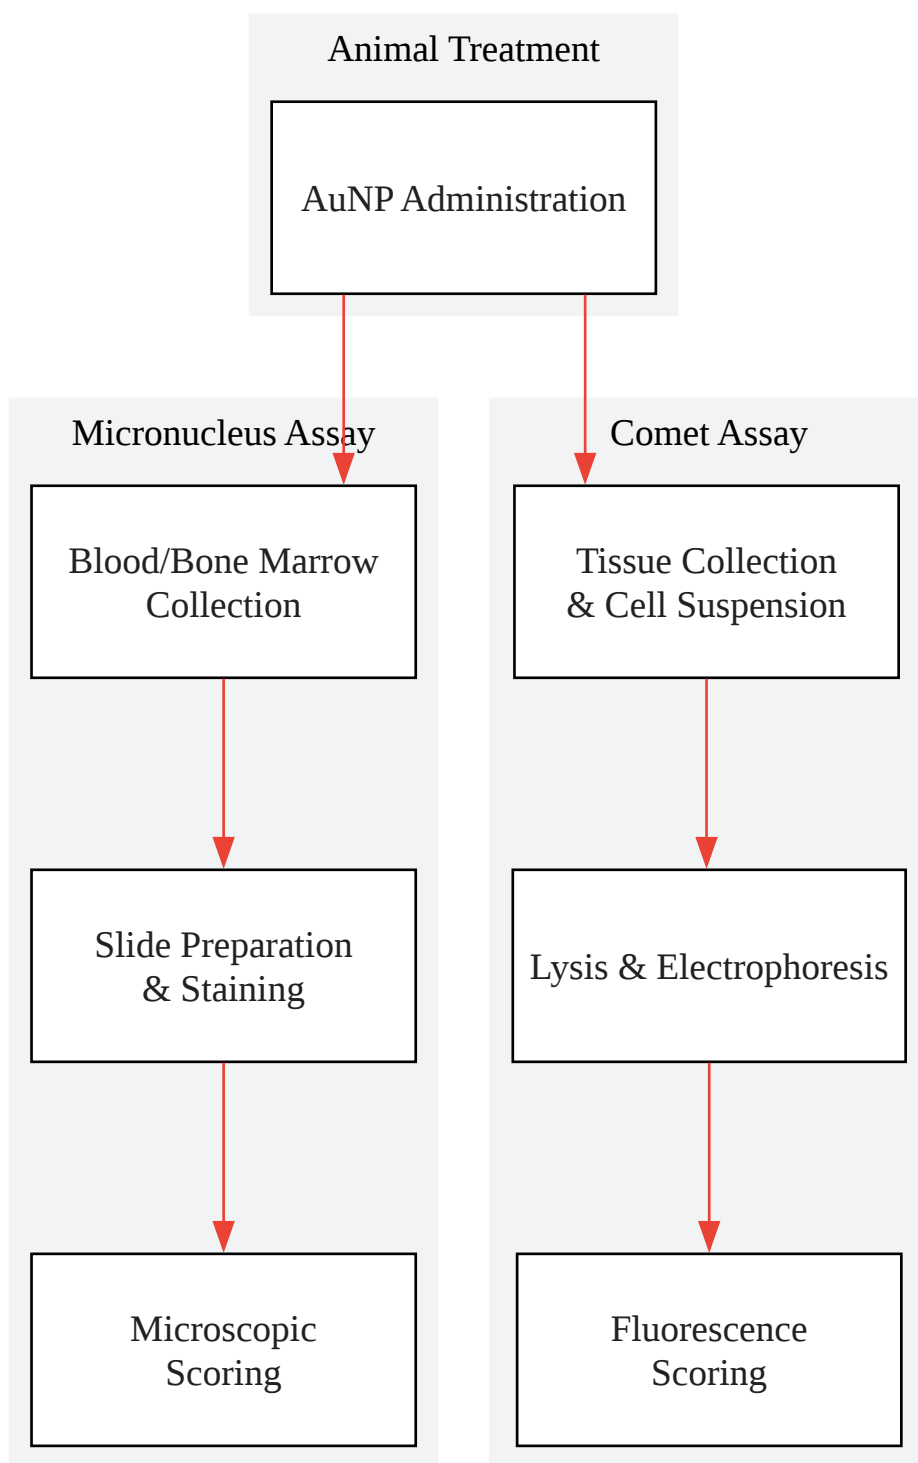 Animal Treatment
AuNP Administration
Micronucleus Assay
Blood/Bone Marrow
Collection
Slide Preparation
& Staining
Microscopic
Scoring
Comet Assay
Tissue Collection
& Cell Suspension
Lysis & Electrophoresis
Fluorescence
Scoring